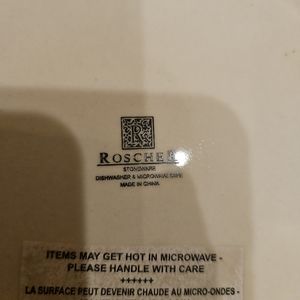 R
ROSCHER
STONEWARE
DISHWASHER & MICROWAVE SAFE
MADE IN CHINA
ITEMS MAY GET HOT IN MICROWAVE -
PLEASE HANDLE WITH CARE
++++++
LA SURFACE PEUT DEVENIR CHAUDE AU MICRO-ONDES -